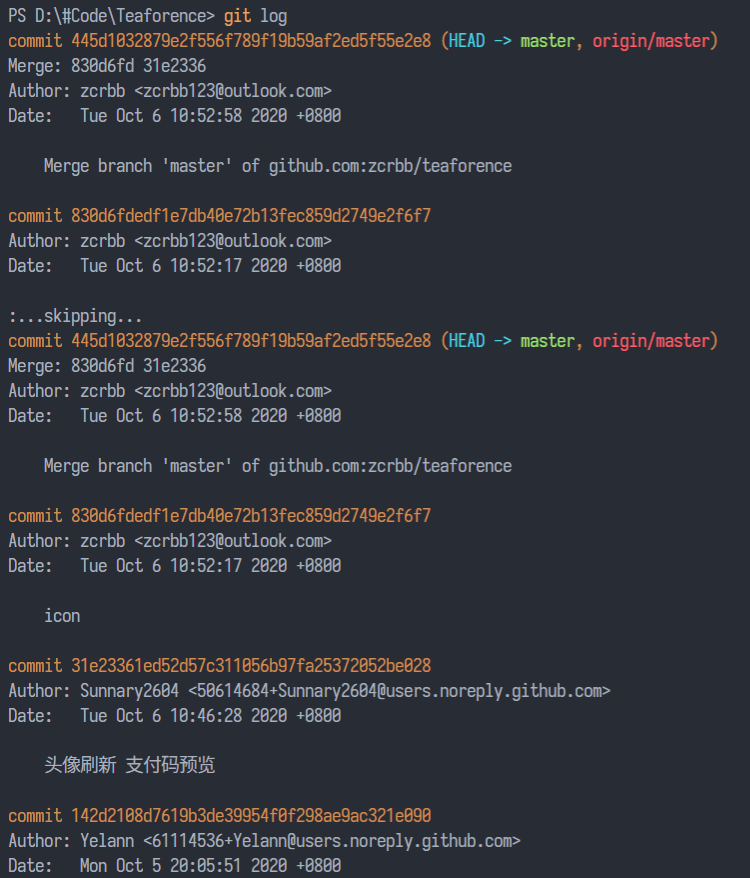 PS D:\#Code\Teaforence> git log
commit 445d1032879e2f556f789f19b59af2ed5f55e2e8 (HEAD -> master, origin/master)
Merge: 830d6fd 31e2336
Author: zcrbb <zcrbb123@outlook.com>
Date:   Tue Oct 6 10:52:58 2020 +0800
    Merge branch 'master' of github.com:zcrbb/teaforence
commit 830d6fdedf1e7db40e72b13fec859d2749e2f6f7
Author: zcrbb <zcrbb123@outlook.com>
Date:   Tue Oct 6 10:52:17 2020 +0800
:...skipping...
commit 445d1032879e2f556f789f19b59af2ed5f55e2e8 (HEAD -> master, origin/master)
Merge: 830d6fd 31e2336
Author: zcrbb <zcrbb123@outlook.com>
Date:   Tue Oct 6 10:52:58 2020 +0800
    Merge branch 'master' of github.com:zcrbb/teaforence
commit 830d6fdedf1e7db40e72b13fec859d2749e2f6f7
Author: zcrbb <zcrbb123@outlook.com>
Date:   Tue Oct 6 10:52:17 2020 +0800
    icon
commit 31e23361ed52d57c311056b97fa25372052be028
Author: Sunnary2604 <50614684+Sunnary2604@users.noreply.github.com>
Date:   Tue Oct 6 10:46:28 2020 +0800
    头像刷新 支付码预览
commit 142d2108d7619b3de39954f0f298ae9ac321e090
Author: Yelann <61114536+Yelann@users.noreply.github.com>
Date:   Mon Oct 5 20:05:51 2020 +0800